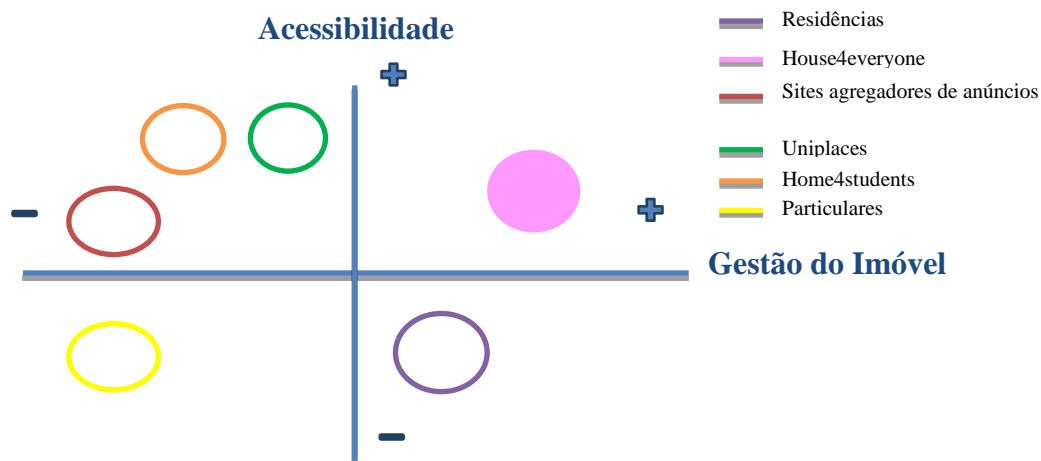 Acessibilidade
Residências
House4everyone
Sites agregadores de anúncios
Uniplaces
Home4students
Particulares
Gestão do Imóvel